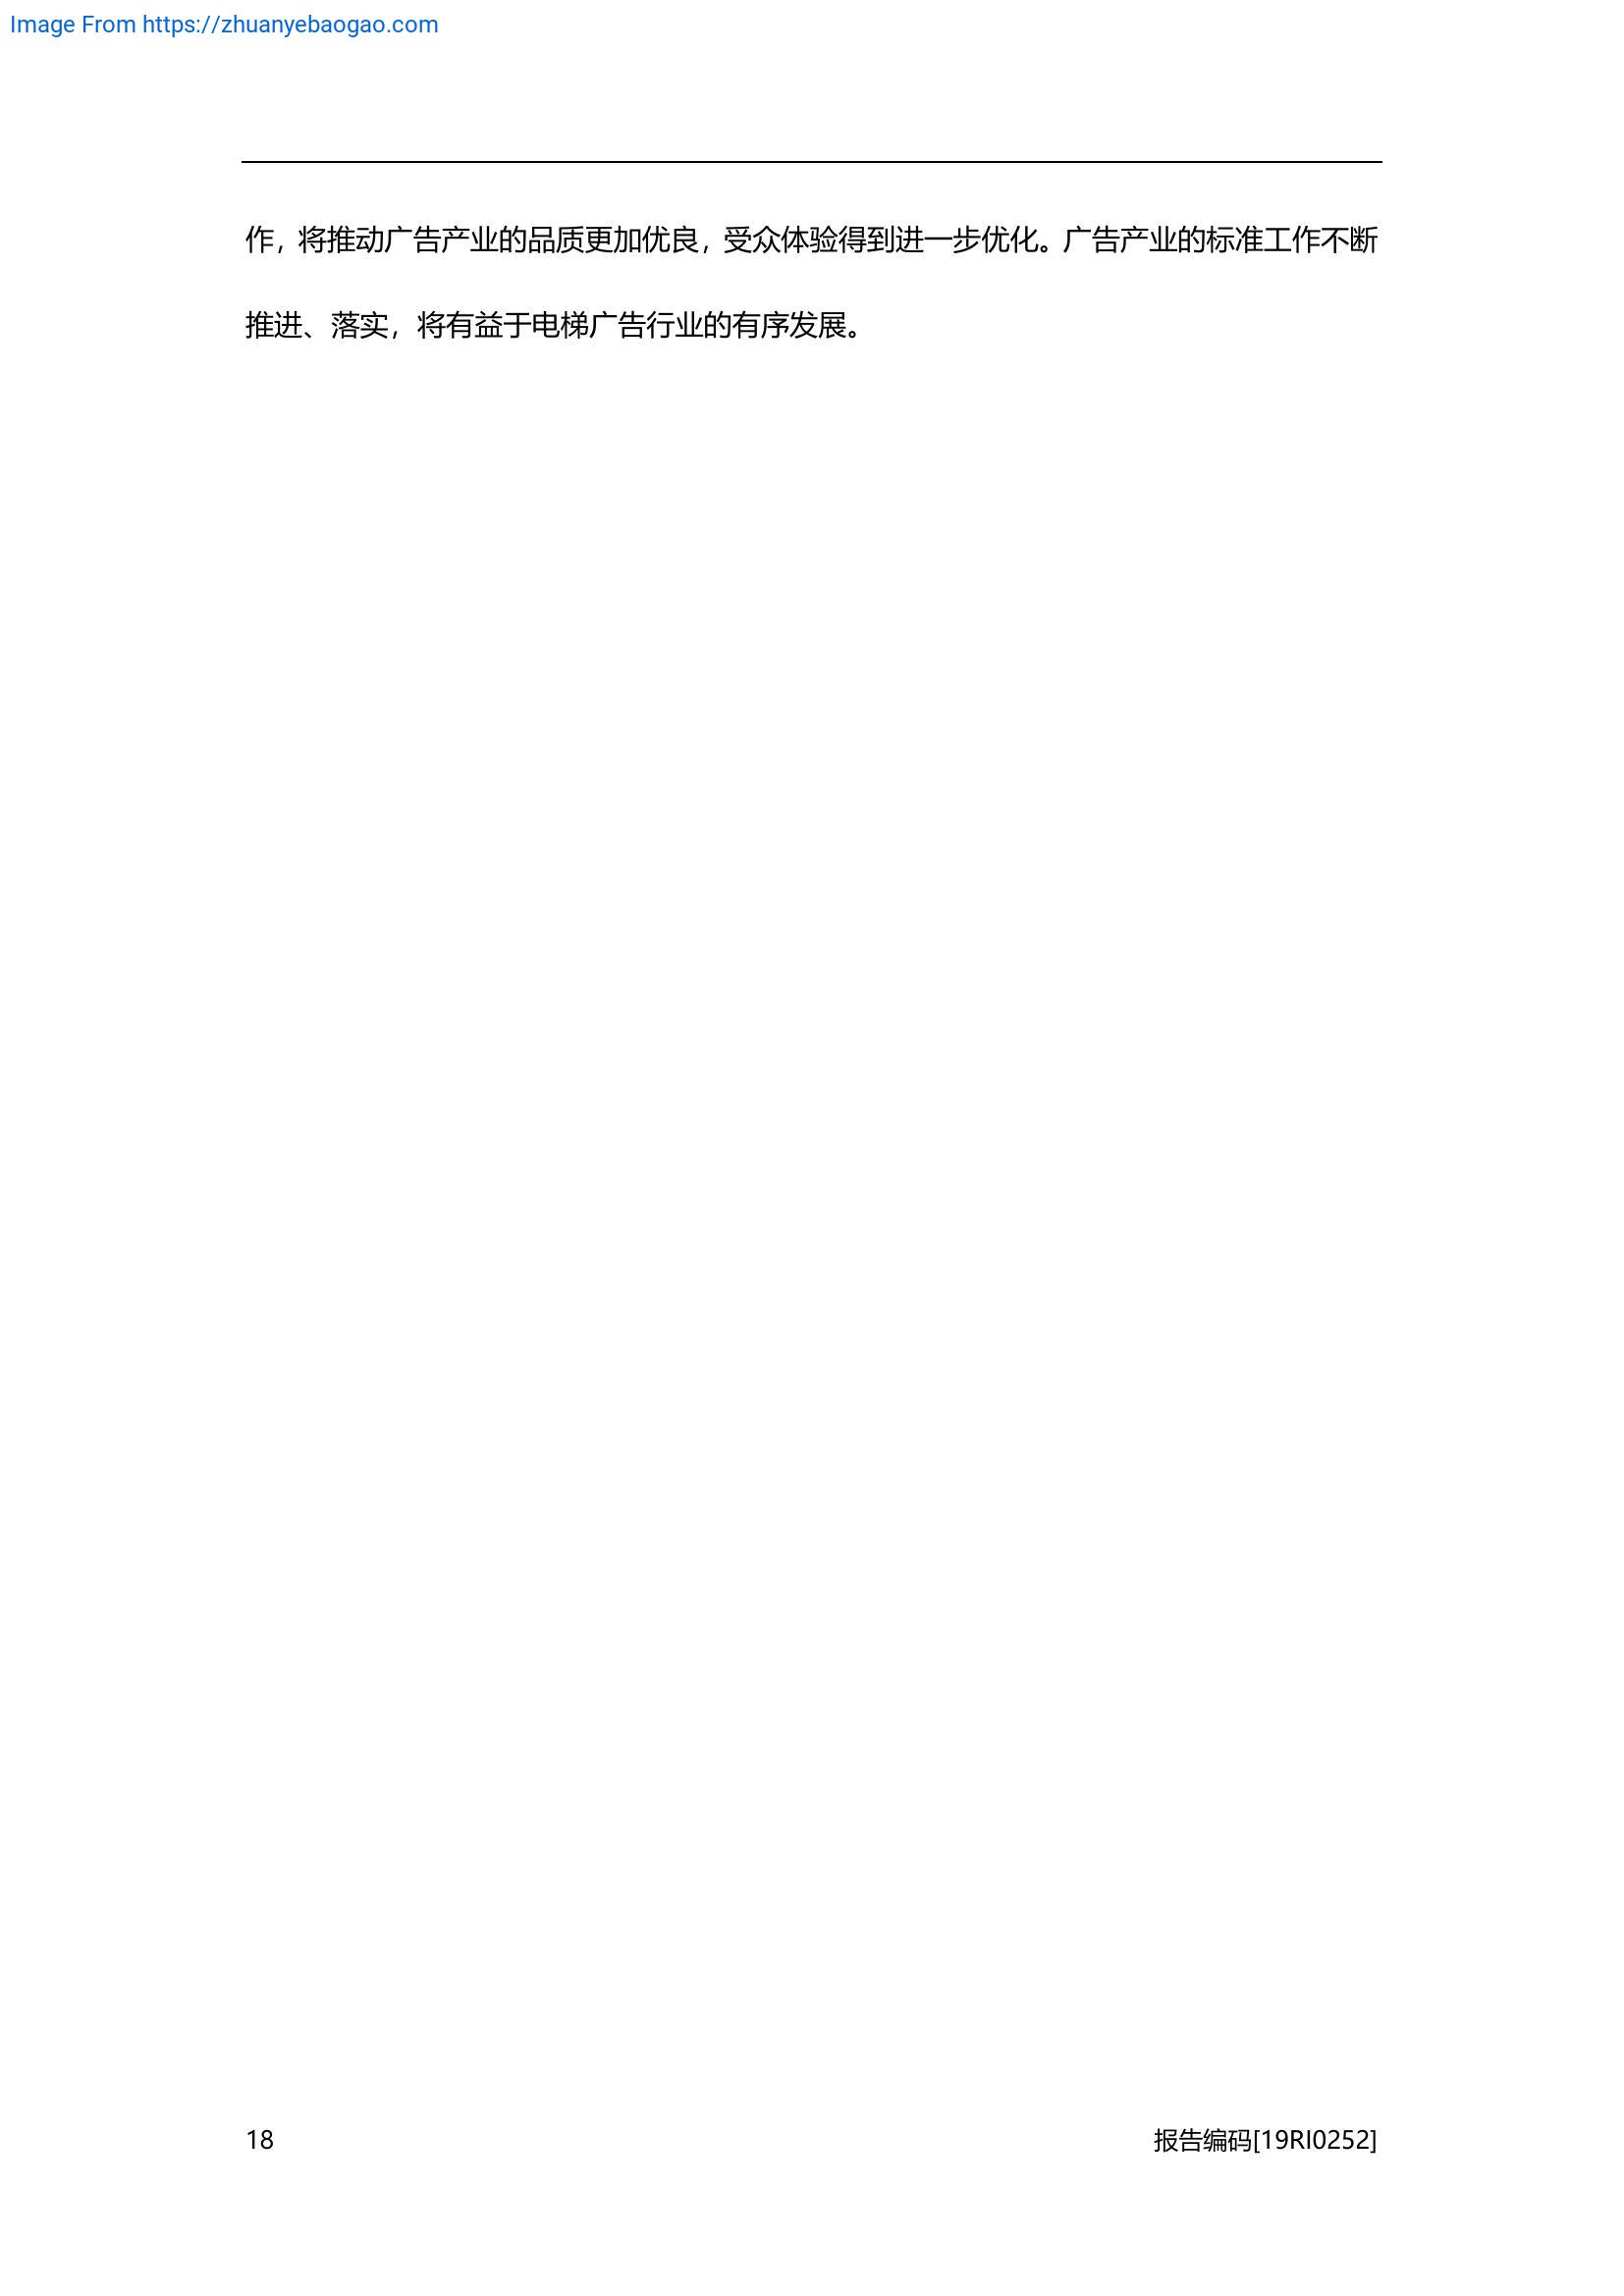 Image From https://zhuanyebaogao.com
作，将推动广告产业的品质更加优良，受众体验得到进一步优化。广告产业的标准工作不断
推进、落实，将有益于电梯广告行业的有序发展。
18
报告编码[19RI0252]